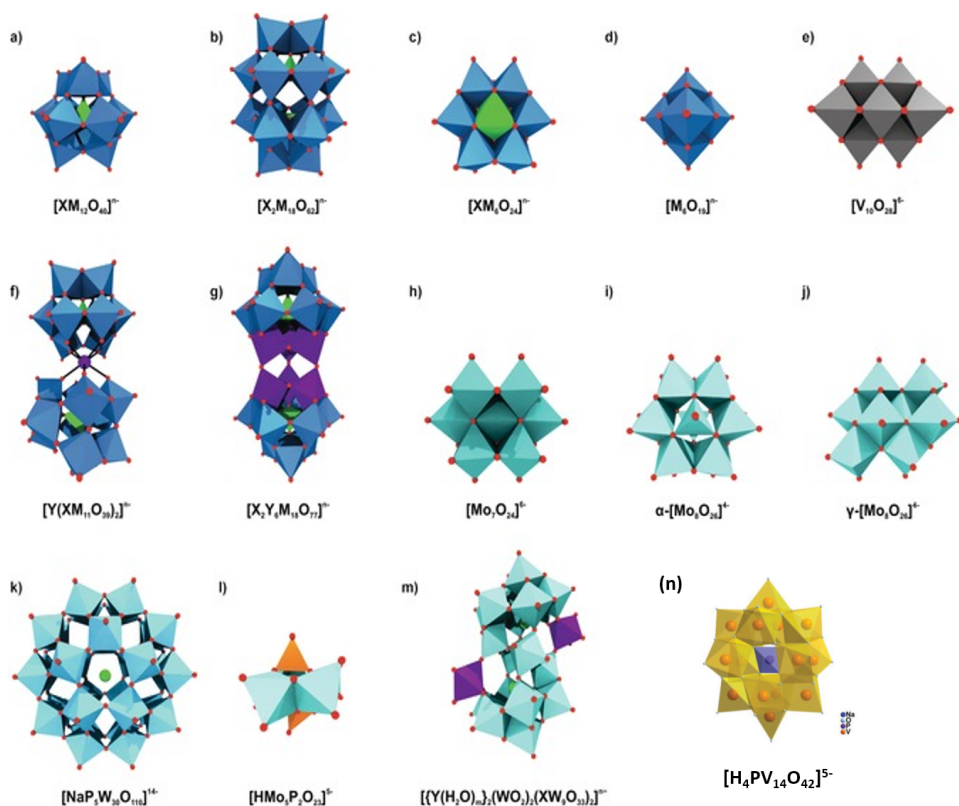 a)
b)
c)
d)
e)
[XM₁₂O₄₀]ⁿ⁻
[X₂M₁₈O₆₂]ⁿ⁻
[XM₆O₂₄]ⁿ⁻
[M₆O₁₉]ⁿ⁻
[V₁₀O₂₈]⁶⁻
f)
g)
h)
i)
j)
[Y(XM₁₁O₃₉)₂]ⁿ⁻
[X₂Y₆M₁₈O₇₇]ⁿ⁻
[Mo₇O₂₄]⁶⁻
α-[Mo₈O₂₆]⁴⁻
γ-[Mo₈O₂₆]⁴⁻
k)
l)
m)
(n)
Na
O
P
V
[NaP₅W₃₀O₁₁₀]¹⁴⁻
[HMo₅P₂O₂₃]⁵⁻
[{Y(H₂O)ₘ}₂(WO₂)₂(XW₉O₃₃)₂]ⁿ⁻
[H₄PV₁₄O₄₂]⁵⁻